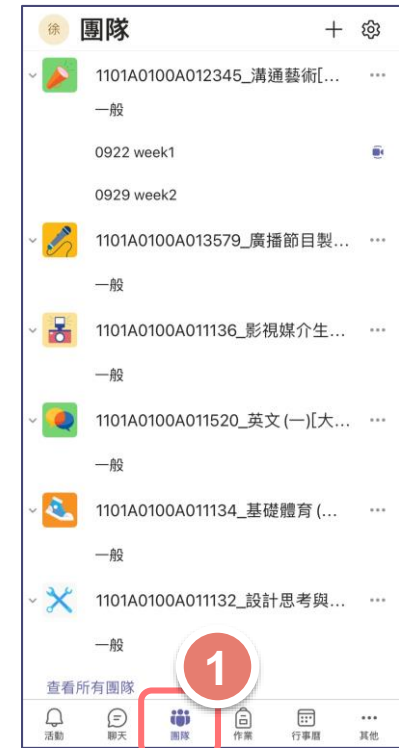 徐 團隊
1101A0100A012345_溝通藝術[...
一般
0922 week1
0929 week2
1101A0100A013579_廣播節目製...
一般
1101A0100A011136_影視媒介生...
一般
1101A0100A011520_英文(一)[大...
一般
1101A0100A011134_基礎體育(...
一般
1101A0100A011132_設計思考與...
一般
查看所有團隊
1
活動 聊天 團隊 作業 行事曆 其他